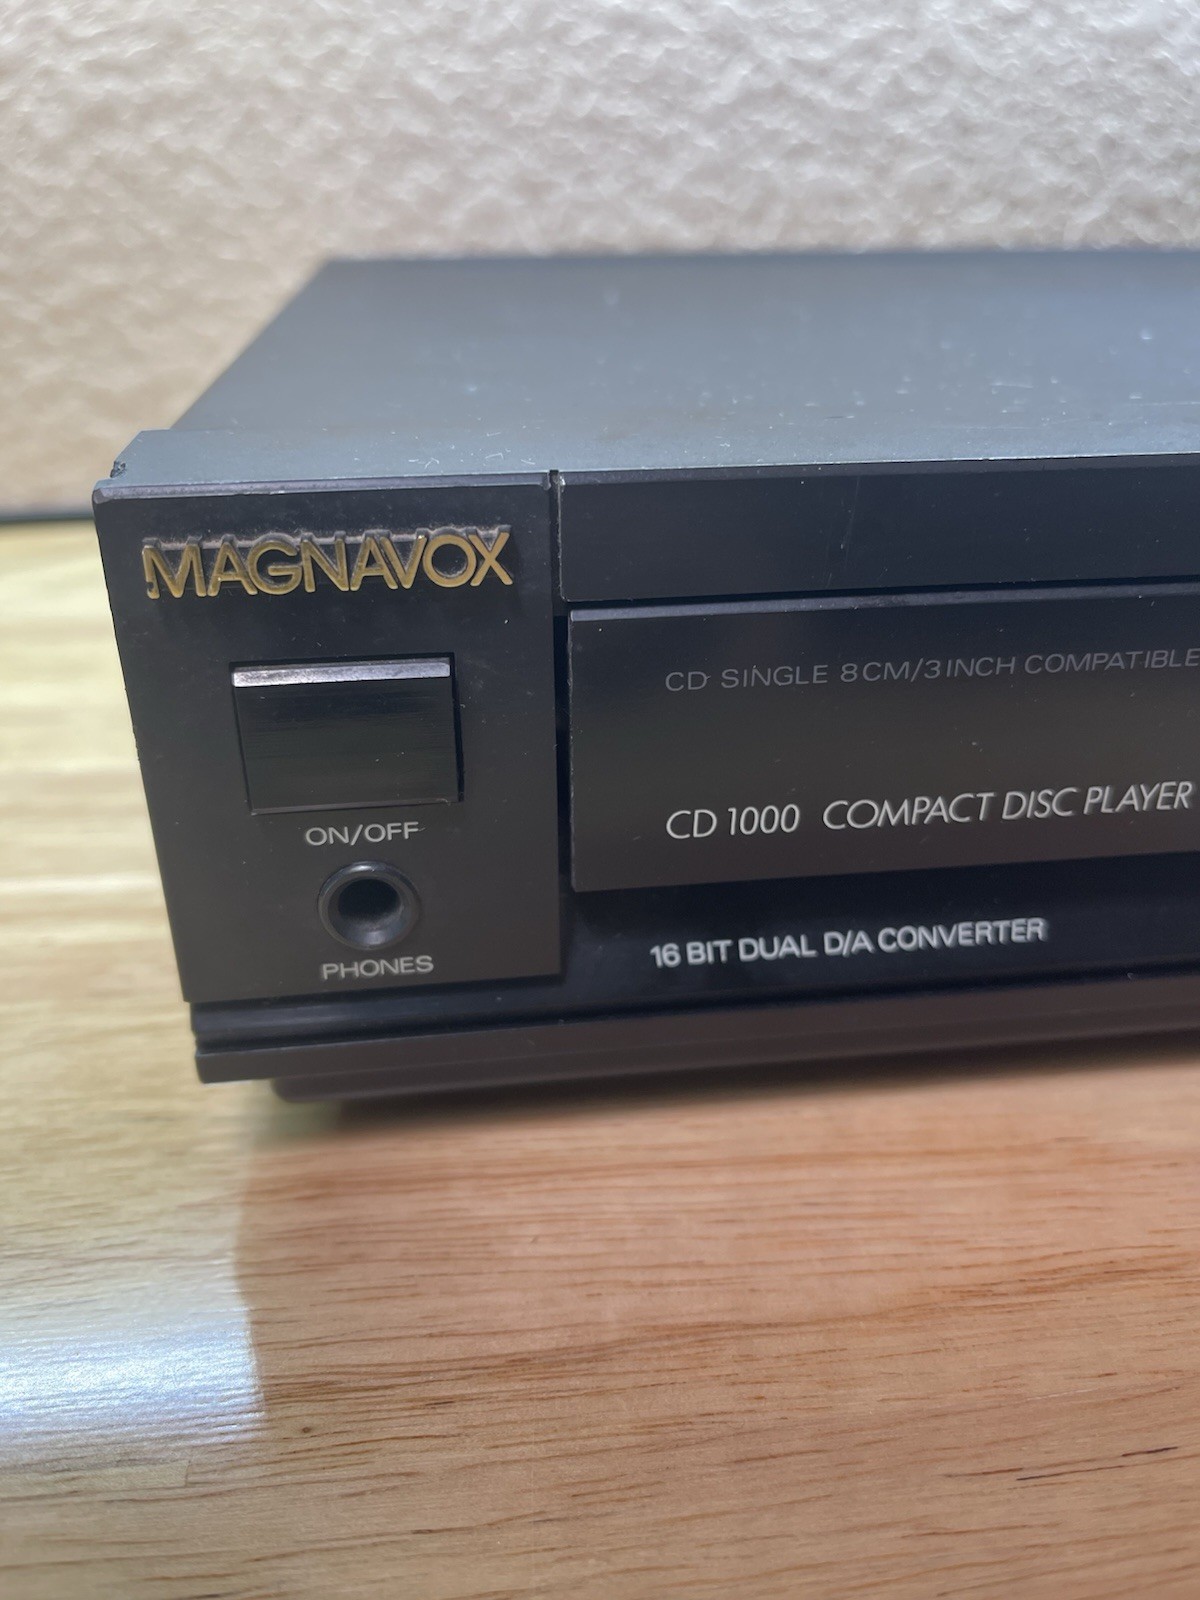 MAGNAVOX
ON/OFF
PHONES
CD SINGLE 8CM/3INCH COMPATIBLE
CD 1000 COMPACT DISC PLAYER
16 BIT DUAL D/A CONVERTER